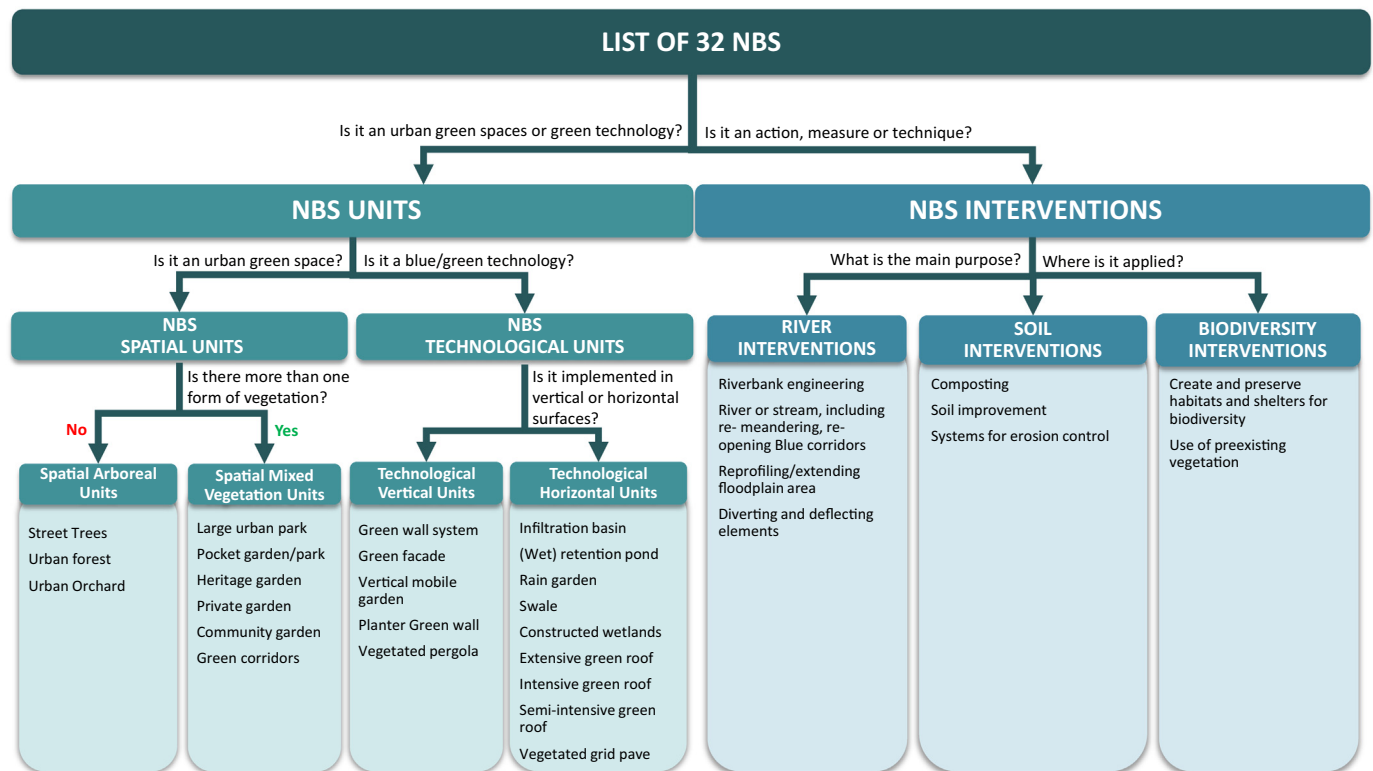 LIST OF 32 NBS
Is it an urban green spaces or green technology?
Is it an action, measure or technique?
NBS UNITS
NBS INTERVENTIONS
Is it an urban green space?
Is it a blue/green technology?
What is the main purpose?
Where is it applied?
NBS
SPATIAL UNITS
NBS
TECHNOLOGICAL UNITS
RIVER
INTERVENTIONS
SOIL
INTERVENTIONS
BIODIVERSITY
INTERVENTIONS
Is there more than one
form of vegetation?
No
Yes
Is it implemented in
vertical or horizontal
surfaces?
Spatial Arboreal
Units
Street Trees
Urban forest
Urban Orchard
Spatial Mixed
Vegetation Units
Large urban park
Pocket garden/park
Heritage garden
Private garden
Community garden
Green corridors
Technological
Vertical Units
Green wall system
Green facade
Vertical mobile
garden
Planter Green wall
Vegetated pergola
Technological
Horizontal Units
Infiltration basin
(Wet) retention pond
Rain garden
Swale
Constructed wetlands
Extensive green roof
Intensive green roof
Semi-intensive green
roof
Vegetated grid pave
Riverbank engineering
River or stream, including
re- meandering, re-
opening Blue corridors
Reprofiling/extending
floodplain area
Diverting and deflecting
elements
Composting
Soil improvement
Systems for erosion control
Create and preserve
habitats and shelters for
biodiversity
Use of preexisting
vegetation